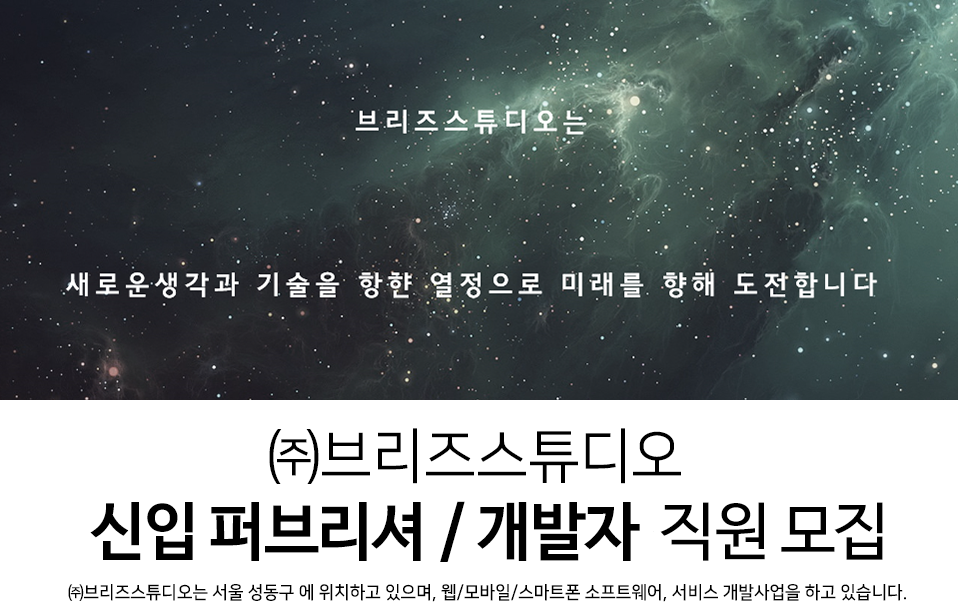 브리즈스튜디오는
새로운생각과 기술을 항햔 열정으로 미래를 향해 도전합니다
㈜브리즈스튜디오
신입 퍼브리셔 / 개발자 직원 모집
㈜브리즈스튜디오는 서울 성동구 에 위치하고 있으며, 웹/모바일/스마트폰 소프트웨어, 서비스 개발사업을 하고 있습니다.